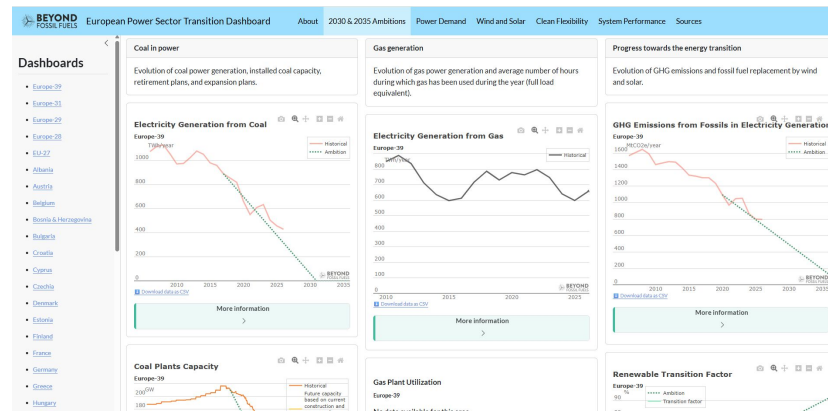 BEYOND
FOSSIL FUELS
European Power Sector Transition Dashboard
About
2030 & 2035 Ambitions
Power Demand
Wind and Solar
Clean Flexibility
System Performance
Sources
Dashboards
Europe-39
Europe-31
Europe-29
Europe-28
EU-27
Albania
Austria
Belgium
Bosnia & Herzegovina
Bulgaria
Croatia
Cyprus
Czechia
Denmark
Estonia
Finland
France
Germany
Greece
Hungary
Coal in power
Evolution of coal power generation, installed coal capacity,
retirement plans, and expansion plans.
Electricity Generation from Coal
Europe-39
TWh/year
Historical
Ambition
1000
800
600
400
200
0
2010
2015
2020
2025
2030
2035
BEYOND
FOSSIL FUELS
Download data as CSV
More information
Coal Plants Capacity
Europe-39
GW
200
180
Historical
Future capacity
based on current
construction and
Gas generation
Evolution of gas power generation and average number of hours
during which gas has been used during the year (full load
equivalent).
Electricity Generation from Gas
Europe-39
TWh/year
Historical
800
700
600
500
400
300
200
100
0
2010
2015
2020
2025
BEYOND
FOSSIL FUELS
Download data as CSV
More information
Gas Plant Utilization
Europe-39
Progress towards the energy transition
Evolution of GHG emissions and fossil fuel replacement by wind
and solar.
GHG Emissions from Fossils in Electricity Generation
Europe-39
MtCO2e/year
Historical
Ambition
1600
1400
1200
1000
800
600
400
200
0
2010
2015
2020
2025
2030
2035
BEYOND
FOSSIL FUELS
Download data as CSV
More information
Renewable Transition Factor
Europe-39
%
90
Ambition
Transition factor